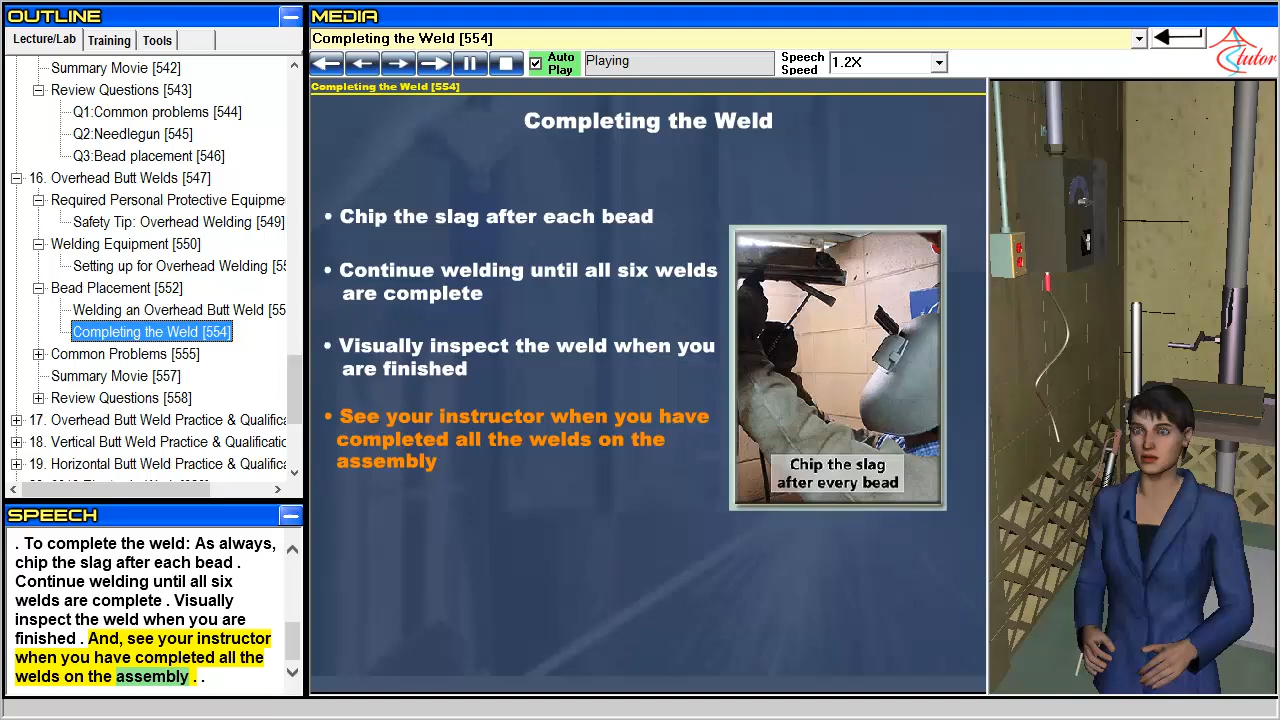 OUTLINE
Lecture/Lab Training Tools
Summary Movie [542]
Review Questions [543]
Q1:Common problems [544]
Q2:Needlegun [545]
Q3:Bead placement [546]
16. Overhead Butt Welds [547]
Required Personal Protective Equipme
Safety Tip: Overhead Welding [549]
Welding Equipment [550]
Setting up for Overhead Welding [55
Bead Placement [552]
Welding an Overhead Butt Weld [55
Completing the Weld [554]
Common Problems [555]
Summary Movie [557]
Review Questions [558]
17. Overhead Butt Weld Practice & Qualifica
18. Vertical Butt Weld Practice & Qualificatio
19. Horizontal Butt Weld Practice & Qualifica
SPEECH
. To complete the weld: As always,
chip the slag after each bead .
Continue welding until all six
welds are complete . Visually
inspect the weld when you are
finished . And, see your instructor
when you have completed all the
welds on the assembly . .
MEDIA
Completing the Weld [554]
Auto
Play
Playing
Speech
Speed
1.2X
tutor
Completing the Weld [554]
Completing the Weld
• Chip the slag after each bead
• Continue welding until all six welds
are complete
• Visually inspect the weld when you
are finished
• See your instructor when you have
completed all the welds on the
assembly
Chip the slag
after every bead